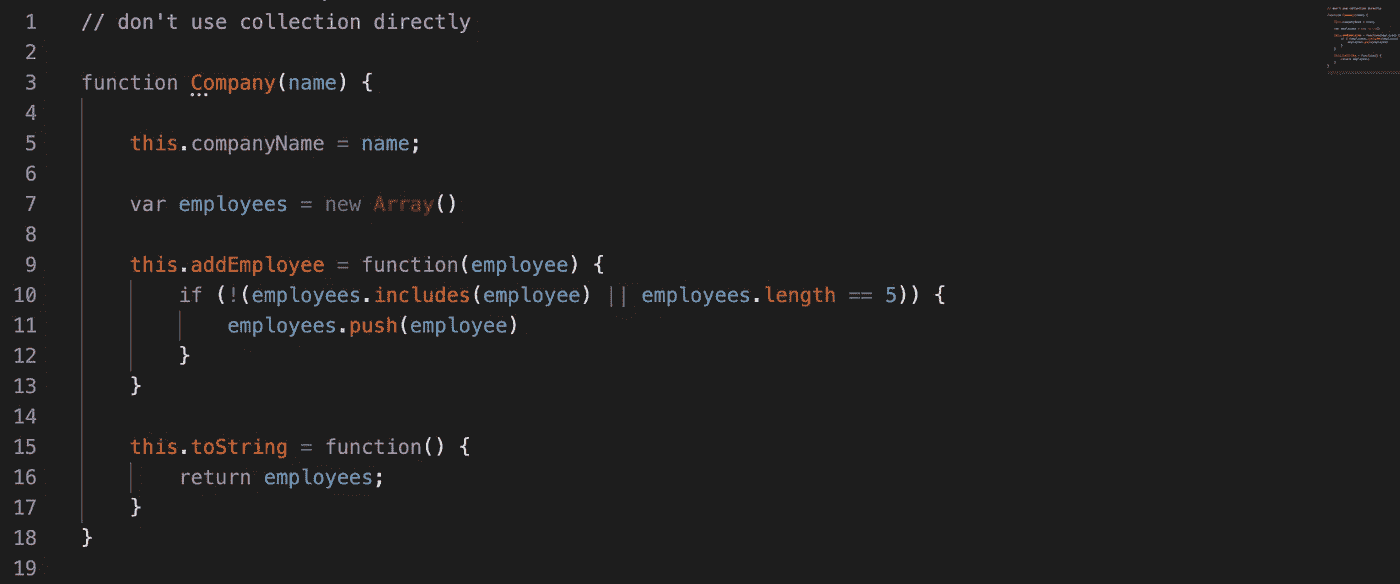 1 // don't use collection directly
2
3 function Company(name) {
4
5 this.companyName = name;
6
7 var employees = new Array()
8
9 this.addEmployee = function(employee) {
10 if (!(employees.includes(employee) || employees.length == 5)) {
11 employees.push(employee)
12 }
13 }
14
15 this.toString = function() {
16 return employees;
17 }
18 }
19